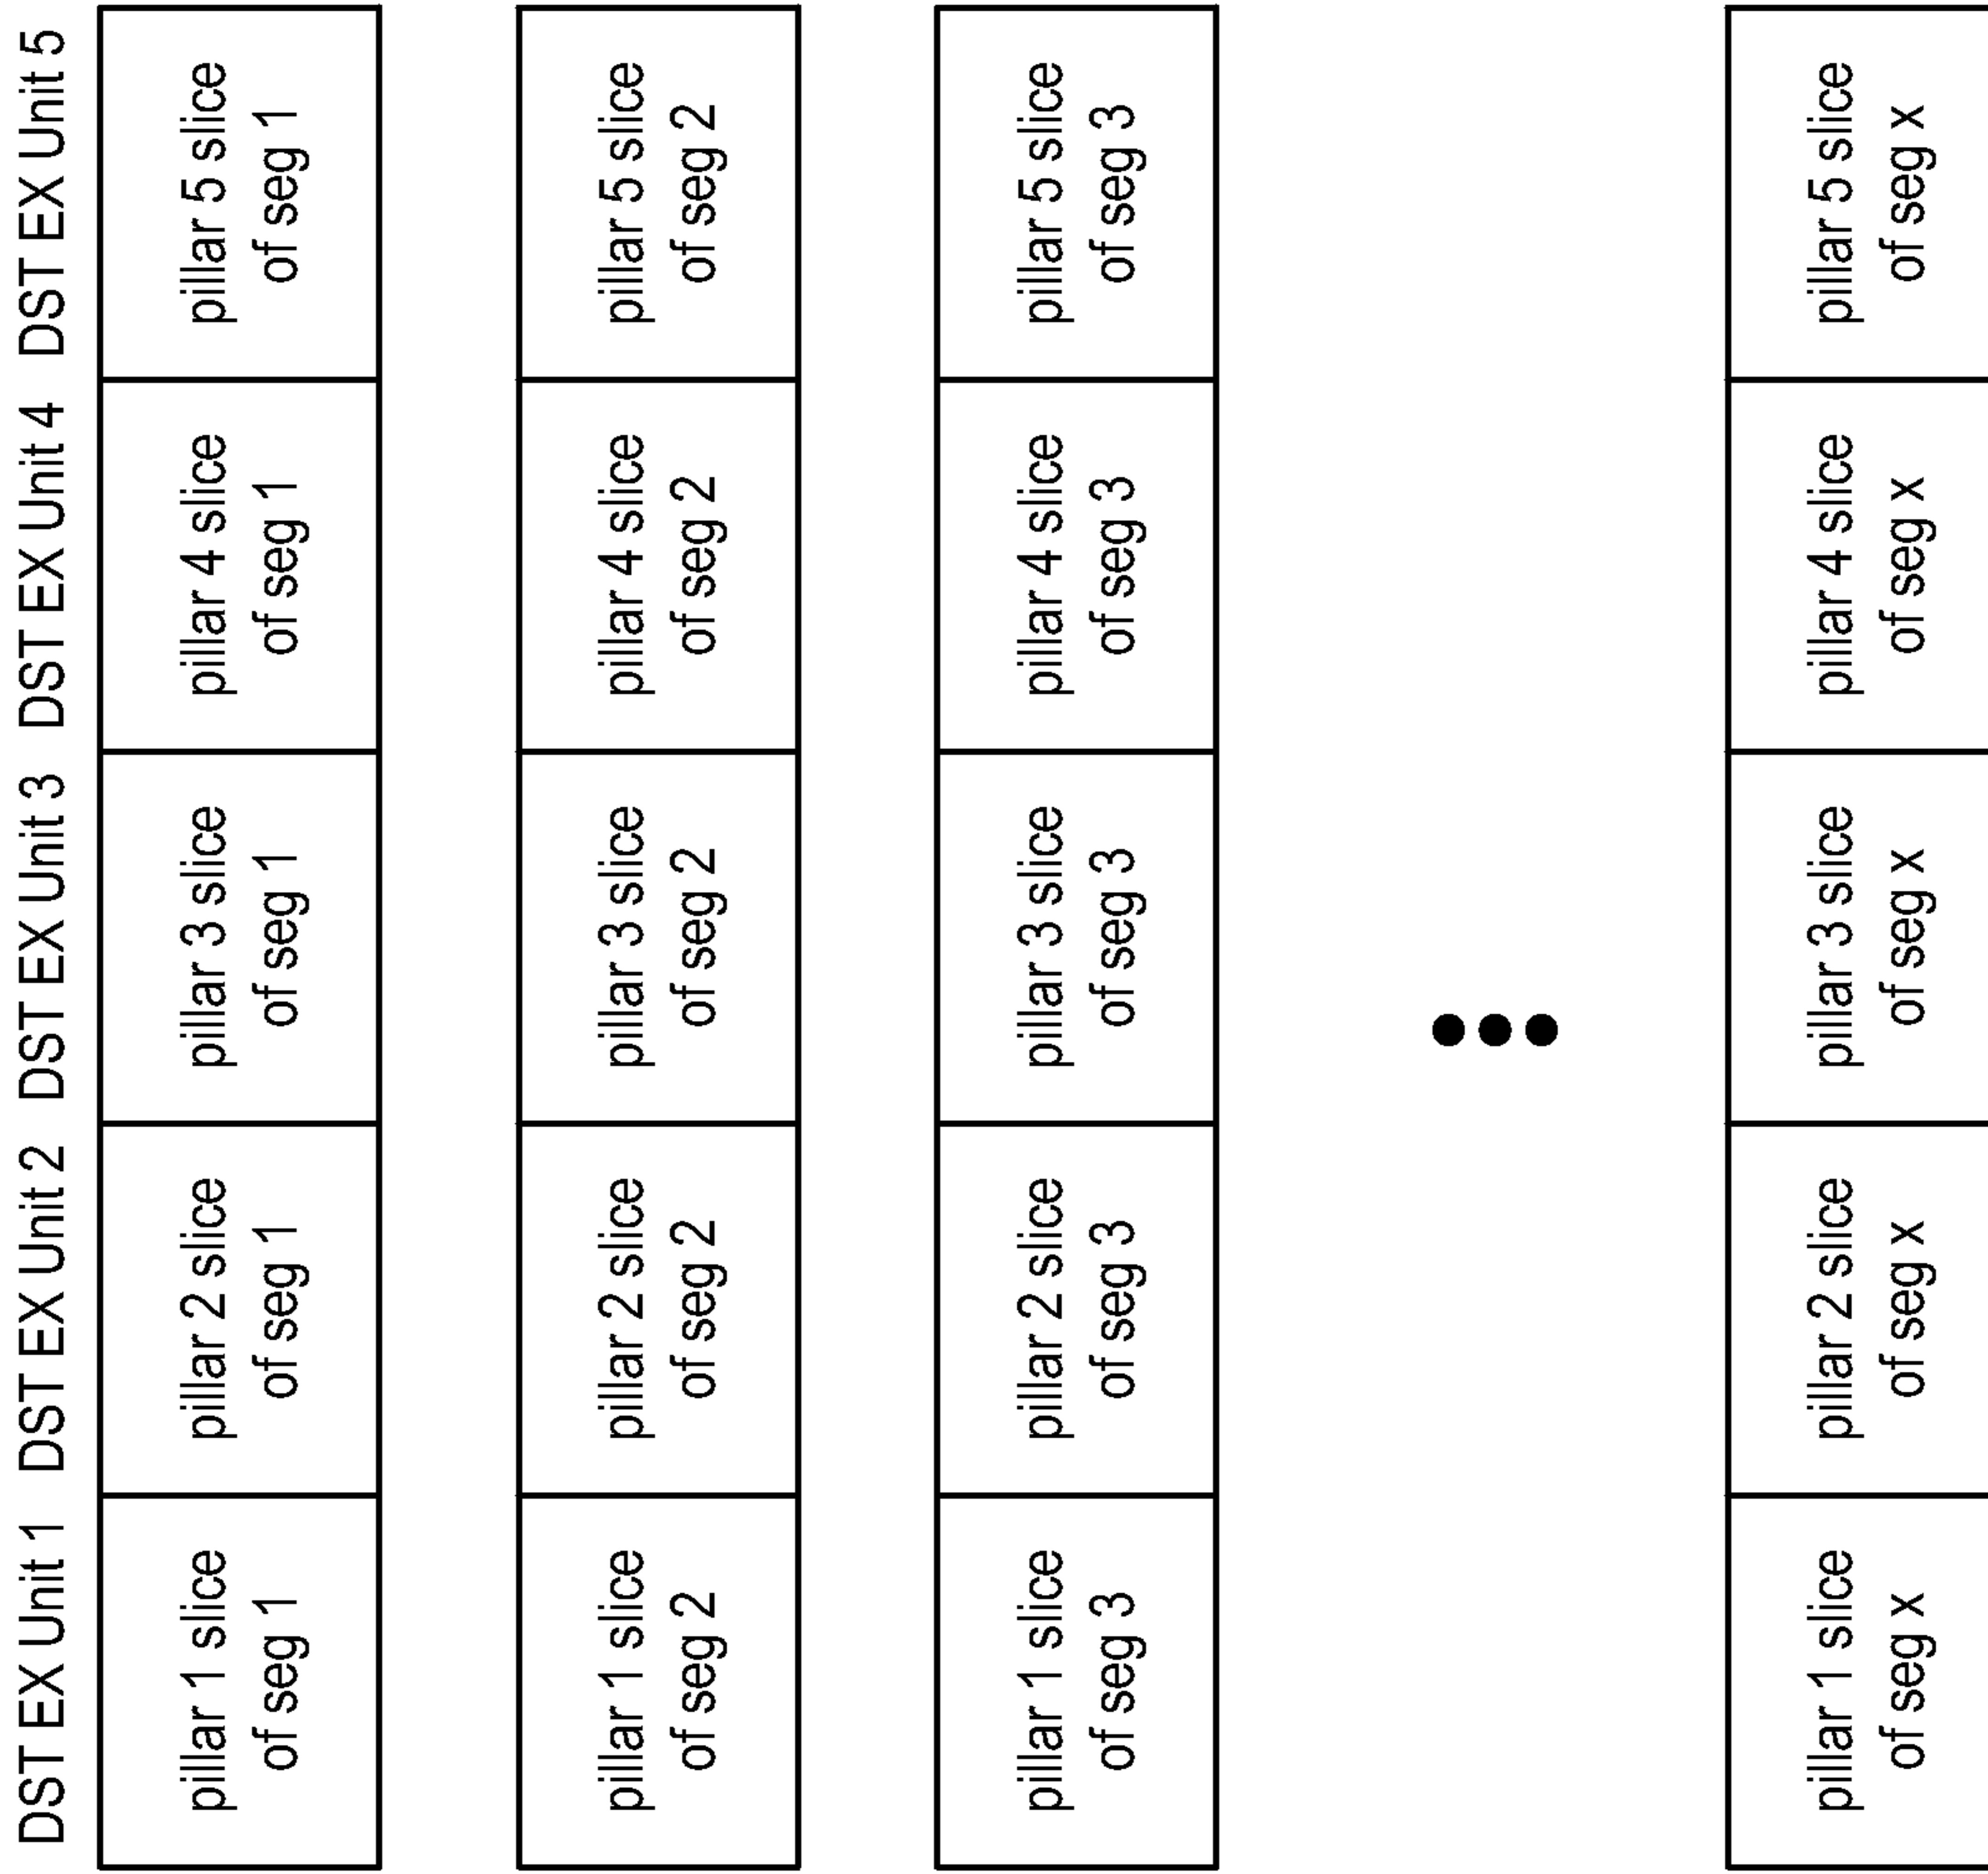 DST EX Unit 1 DST EX Unit 2 DST EX Unit 3 DST EX Unit 4 DST EX Unit 5
pillar 1 slice
of seg 1
pillar 2 slice
of seg 1
pillar 3 slice
of seg 1
pillar 4 slice
of seg 1
pillar 5 slice
of seg 1
pillar 1 slice
of seg 2
pillar 2 slice
of seg 2
pillar 3 slice
of seg 2
pillar 4 slice
of seg 2
pillar 5 slice
of seg 2
pillar 1 slice
of seg 3
pillar 2 slice
of seg 3
pillar 3 slice
of seg 3
pillar 4 slice
of seg 3
pillar 5 slice
of seg 3
pillar 1 slice
of seg x
pillar 2 slice
of seg x
pillar 3 slice
of seg x
pillar 4 slice
of seg x
pillar 5 slice
of seg x